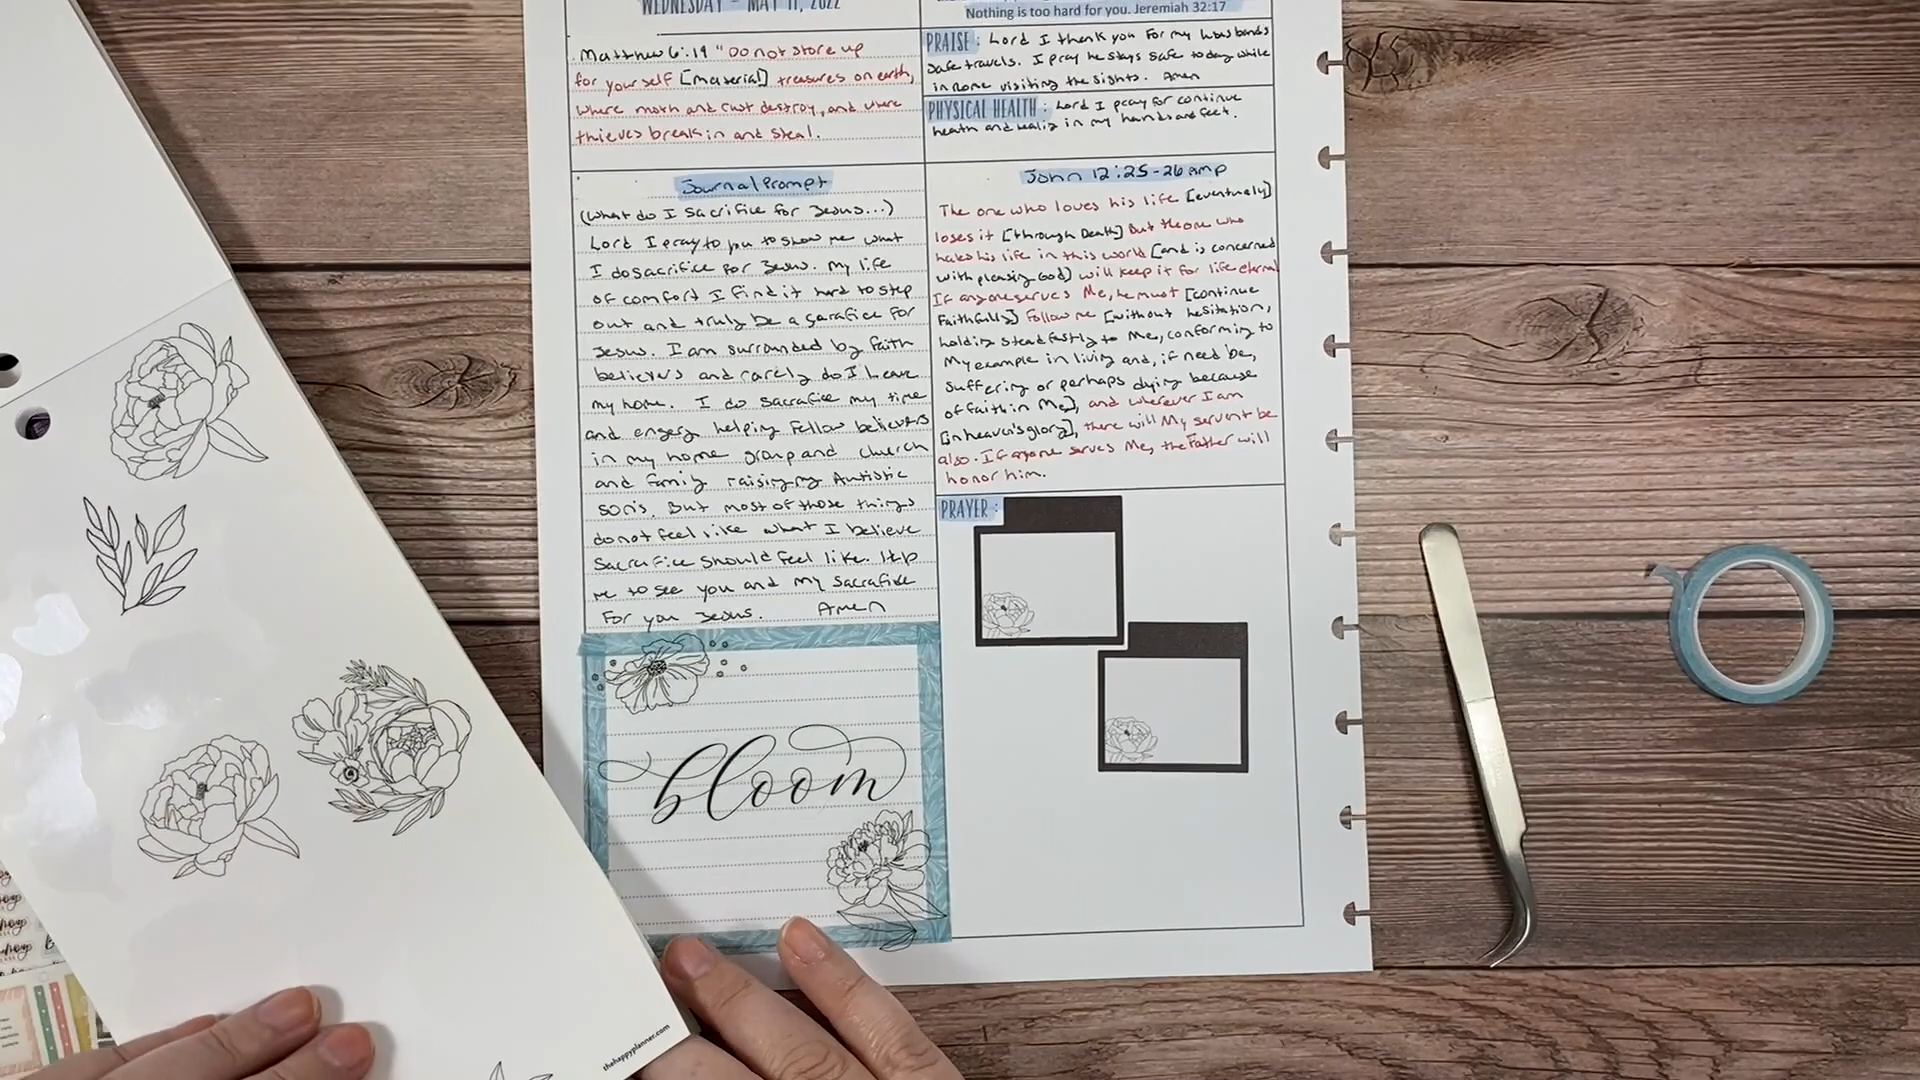 WEDNESDAY - MAY 11, 2022
Matthew 6:19 "Do not store up
for yourself [material] treasures on earth,
where moth and rust destroy, and where
thieves break in and steal.
Journal Prompt
(What do I sacrifice for Jesus...)
Lord I pray to you to show me what
I do sacrifice for Jesus. My life
of comfort I find it hard to step
out and truly be a sarafice for
Jesus. I am surrounded by faith
believers and rarely do I leave
my home. I do sacrafice my time
and engery helping fellow believers
in my home group and church
and family raising my Autistic
sons. But most of those things
do not feel like what I believe
Sacrafice should feel like. Help
me to see you and my Sacrafice
For you Jesus. Amen
bloom
Nothing is too hard for you. Jeremiah 32:17
PRAISE : Lord I thank you for my husbands
safe travels. I pray he stays safe today while
in Rome visiting the sights. Amen
PHYSICAL HEALTH : Lord I pray for continue
heath and healing in my hands and feet.
John 12:25-26 amp
The one who loves his life [eventually]
loses it [through Death] But the one who
hates his life in this world [and is concerned
with pleasing God] will keep it for life eternal
If anyone serves Me, he must [continue
Faithfully] follow me [without hesitation,
holding steadfastly to Me, conforming to
My example in living and, if need be,
suffering or perhaps dying because
of faith in Me], and wherever I am
[in heaven's glory], there will My servant be
also. If anyone serves Me, the Father will
honor him.
PRAYER :
thehappyplanner.com